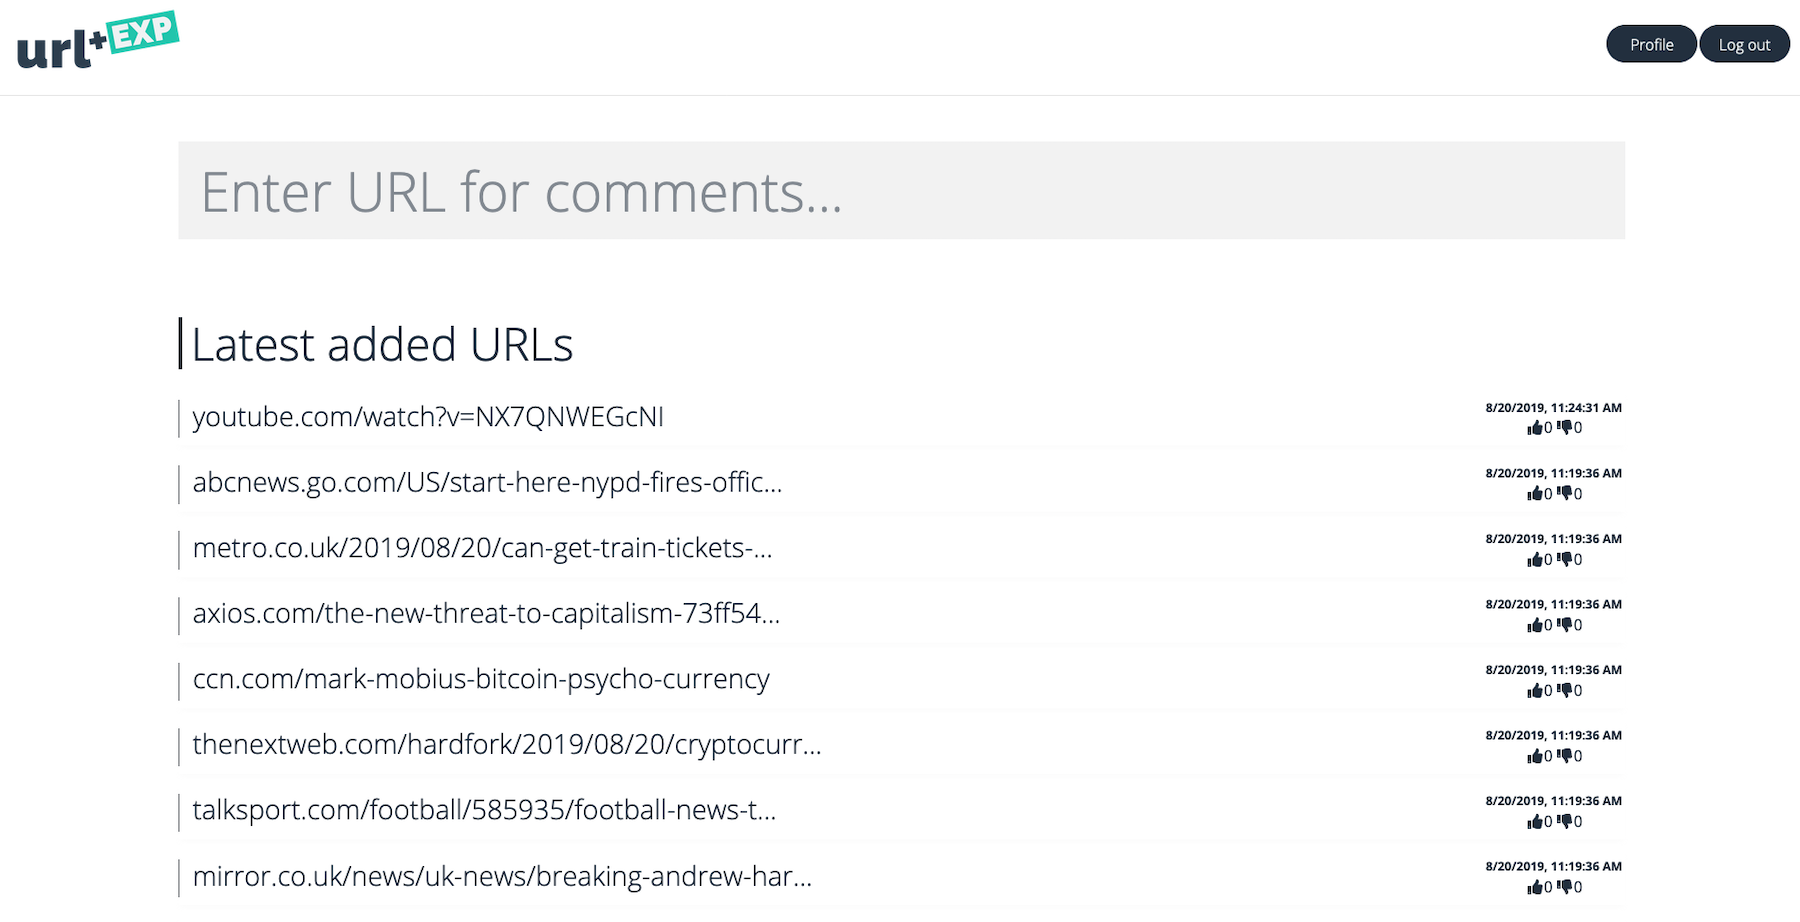 url+EXP
Profile Log out
Enter URL for comments...
Latest added URLs
youtube.com/watch?v=NX7QNWEGcNI
8/20/2019, 11:24:31 AM
0 0
abcnews.go.com/US/start-here-nypd-fires-offic...
8/20/2019, 11:19:36 AM
0 0
metro.co.uk/2019/08/20/can-get-train-tickets-...
8/20/2019, 11:19:36 AM
0 0
axios.com/the-new-threat-to-capitalism-73ff54...
8/20/2019, 11:19:36 AM
0 0
ccn.com/mark-mobius-bitcoin-psycho-currency
8/20/2019, 11:19:36 AM
0 0
thenextweb.com/hardfork/2019/08/20/cryptocurr...
8/20/2019, 11:19:36 AM
0 0
talksport.com/football/585935/football-news-t...
8/20/2019, 11:19:36 AM
0 0
mirror.co.uk/news/uk-news/breaking-andrew-har...
8/20/2019, 11:19:36 AM
0 0